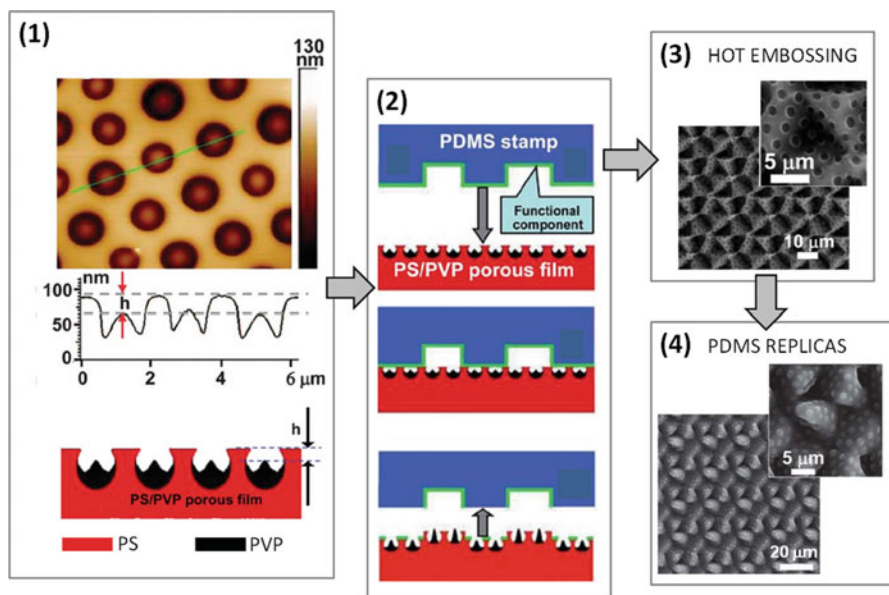 (1)
130
nm
nm
100
h
50
0
0
2
4
6
μm
h
PS/PVP porous film
PS
PVP
(2)
PDMS stamp
Functional
component
PS/PVP porous film
(3) HOT EMBOSSING
5 μm
10 μm
(4)
PDMS REPLICAS
5 μm
20 μm